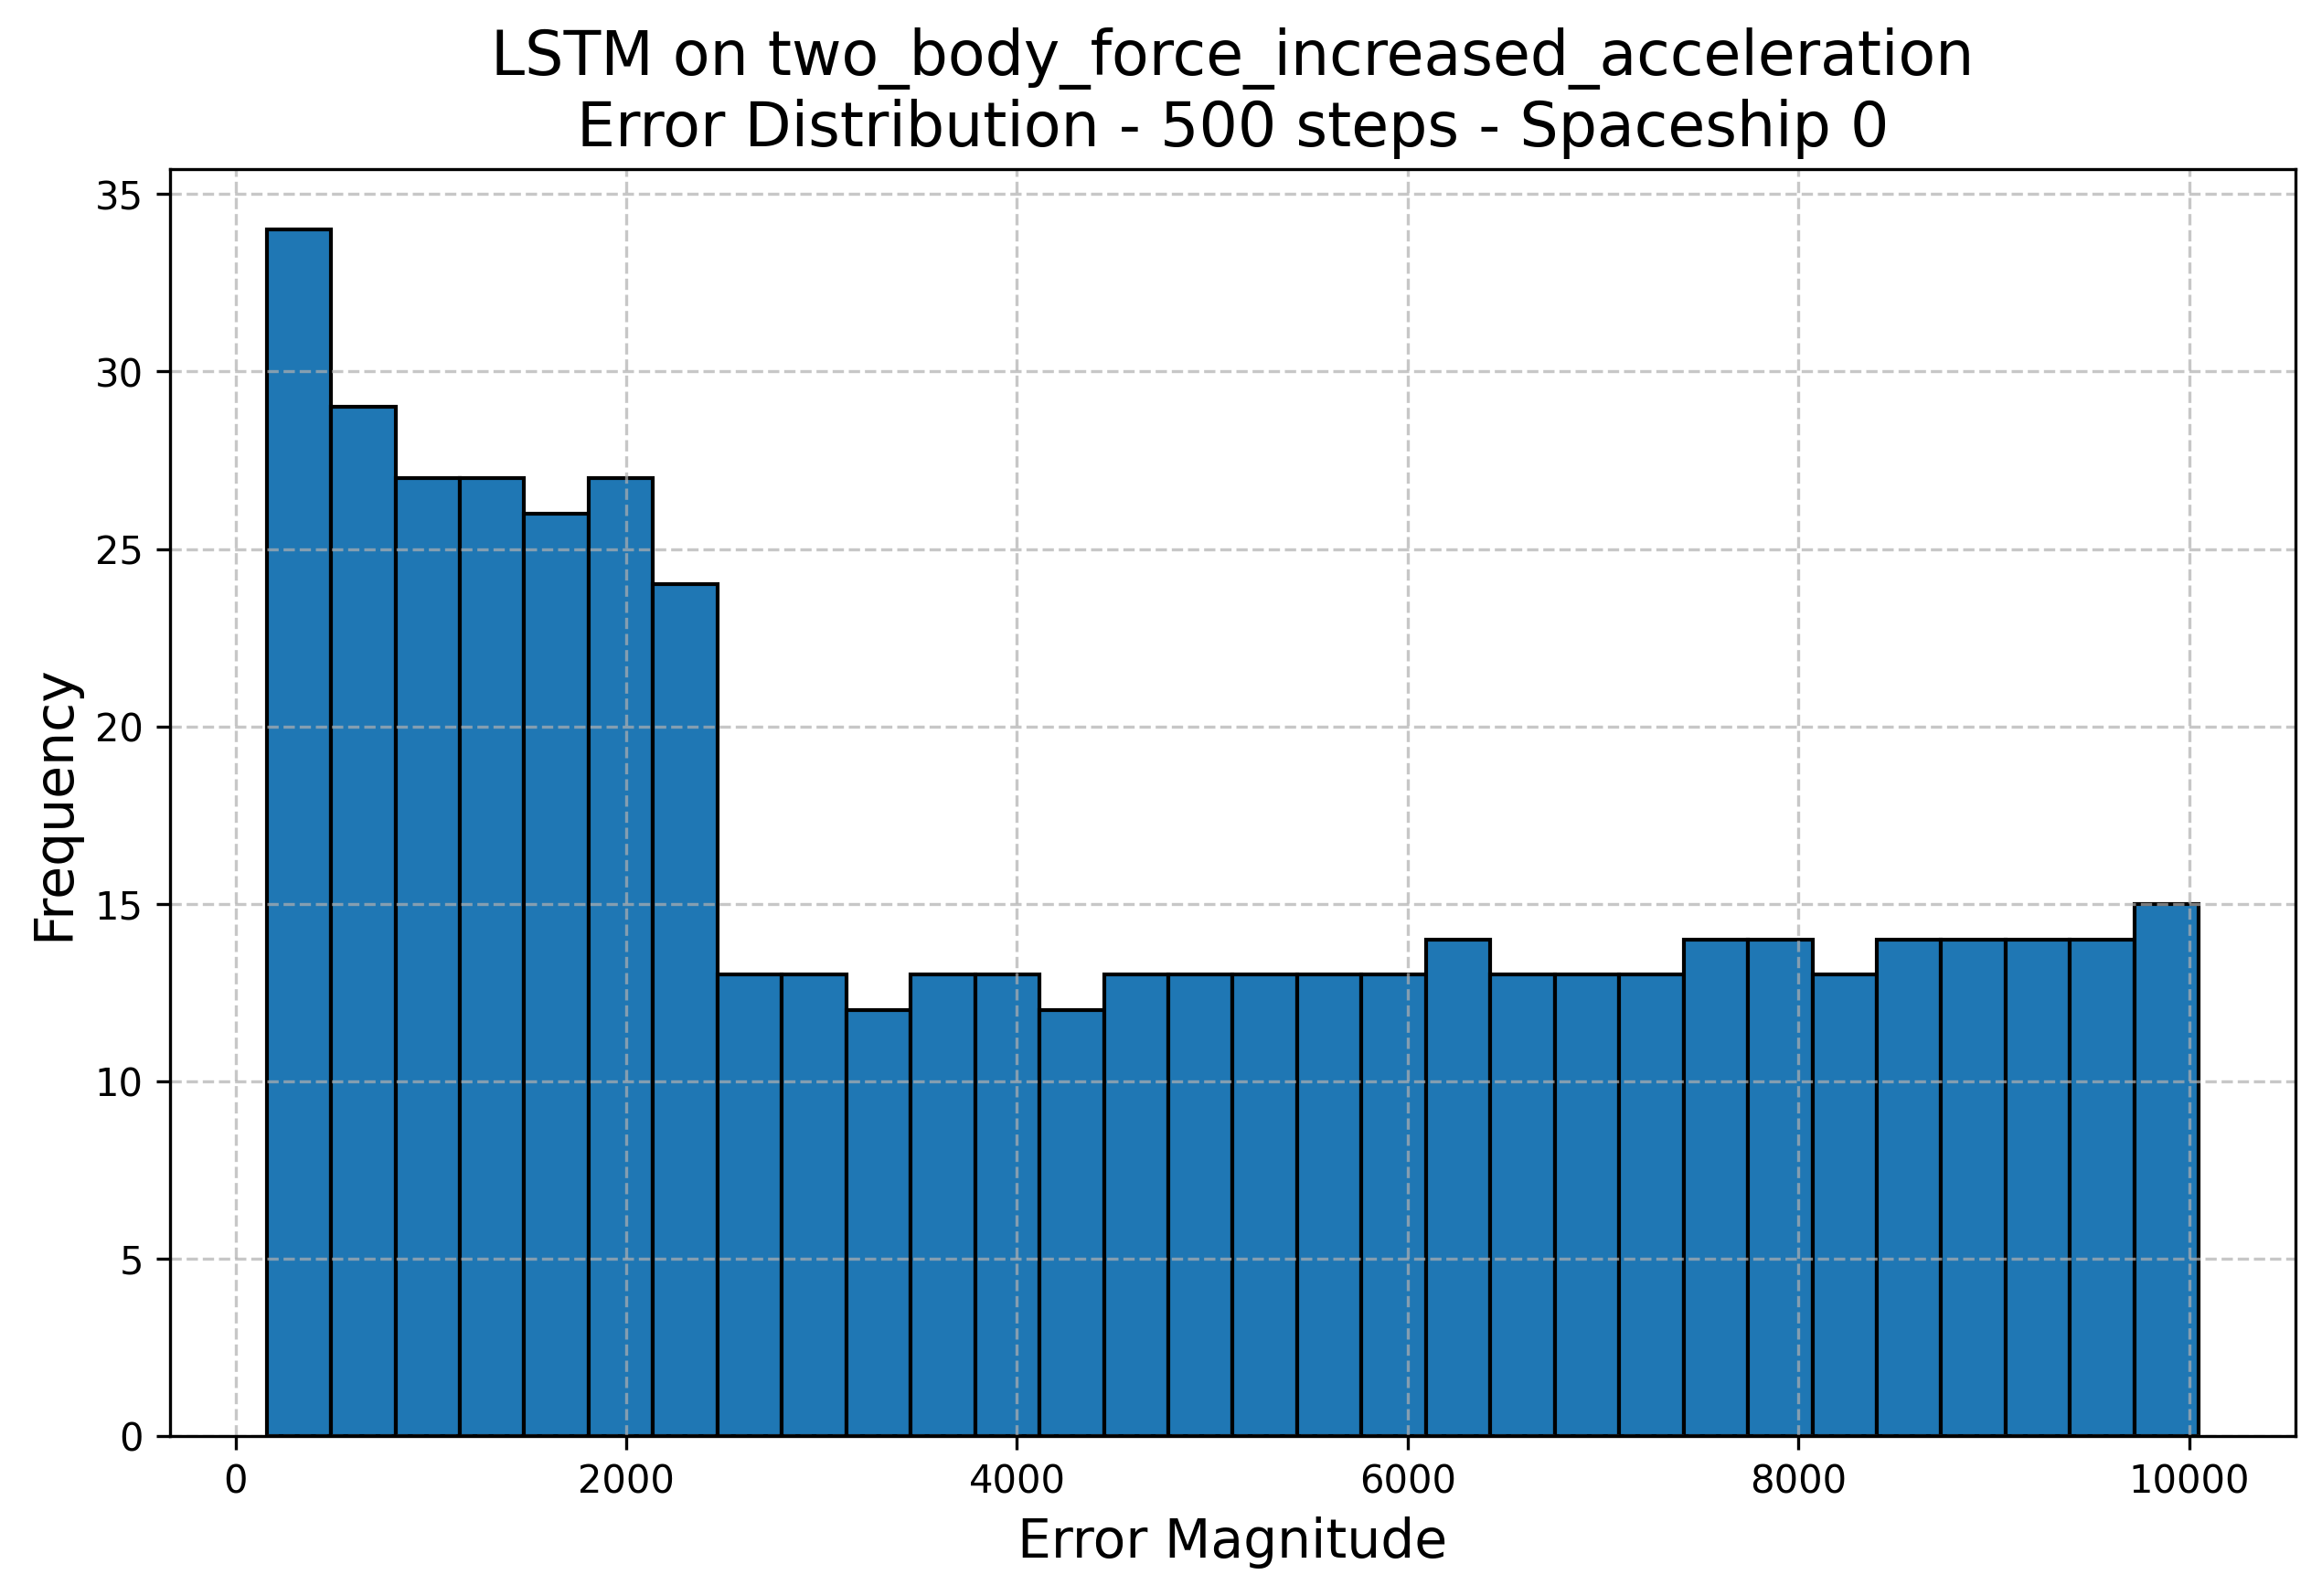 LSTM on two_body_force_increased_acceleration
Error Distribution - 500 steps - Spaceship 0
35
30
25
20
15
10
5
0
Frequency
0 2000 4000 6000 8000 10000
Error Magnitude